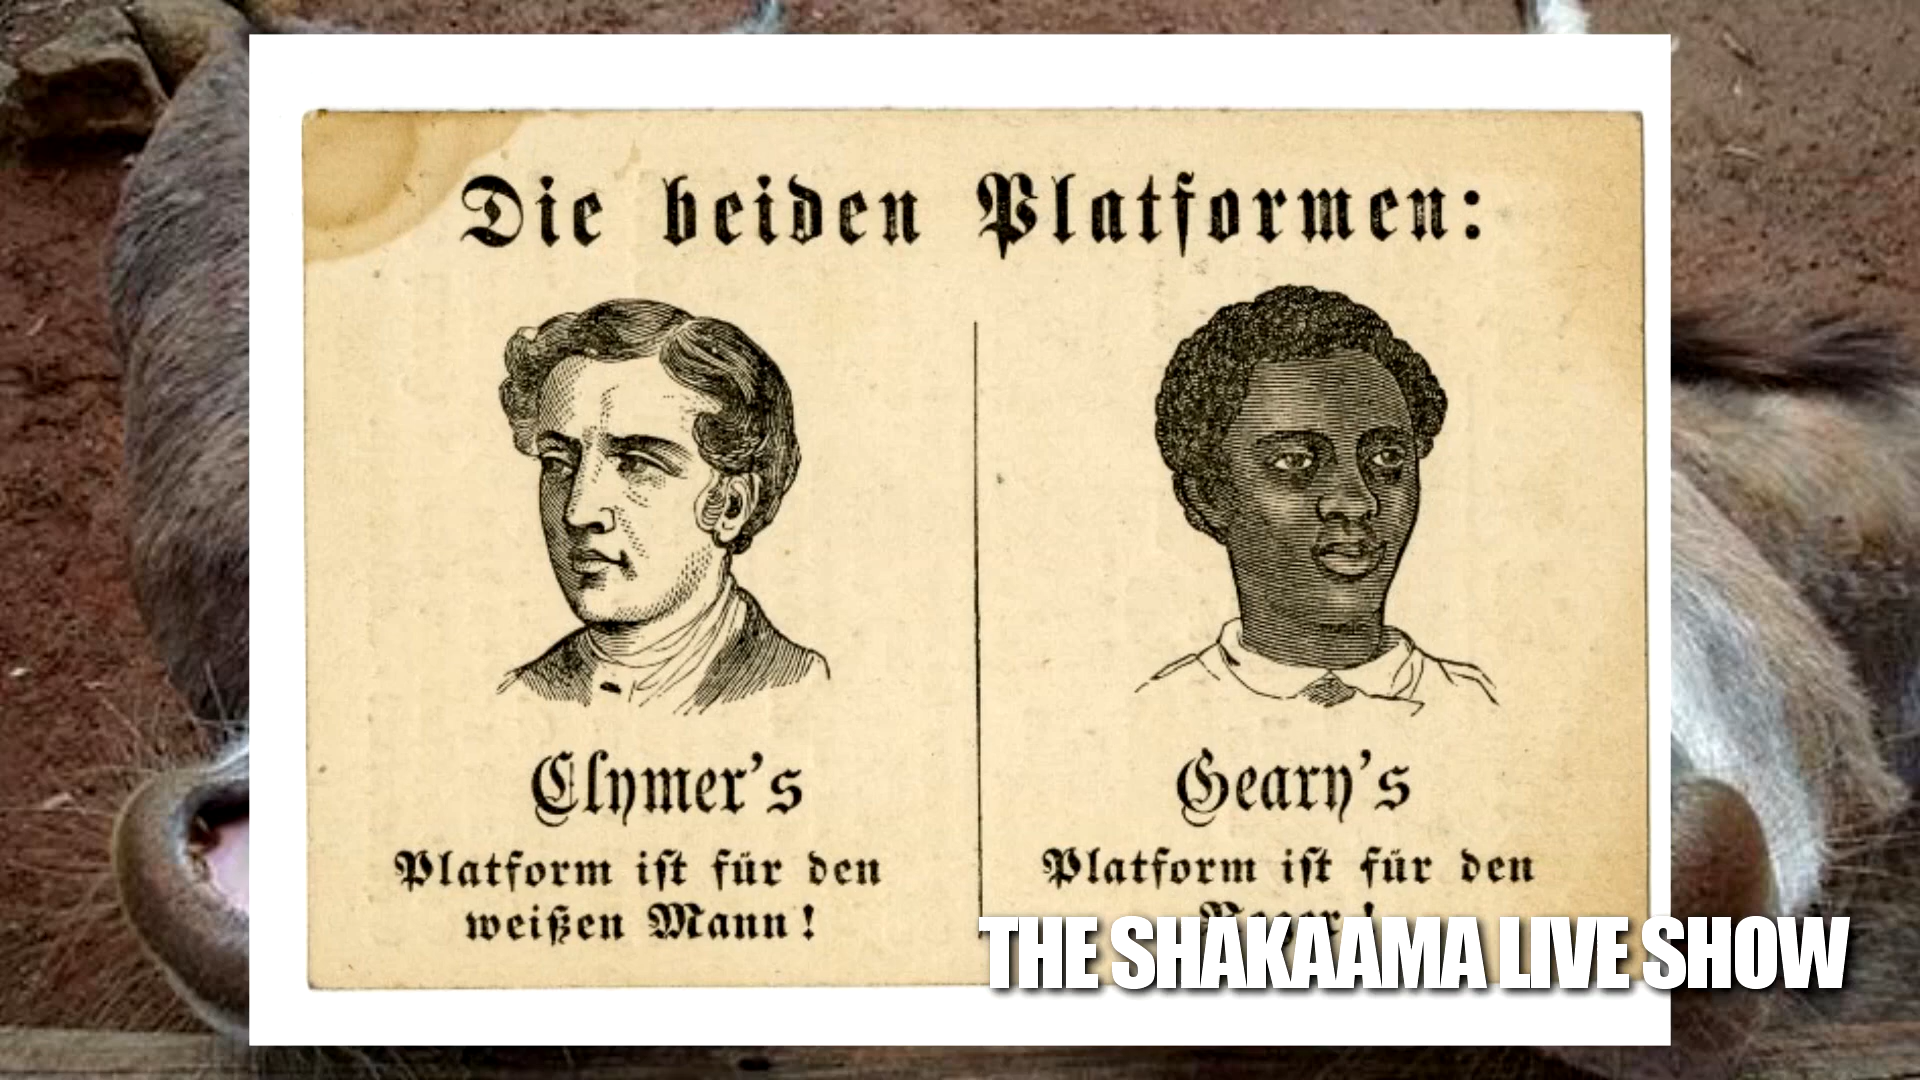 Die beiden Platformen:
Clymer's
Platform ist für den
weißen Mann!
Geary's
Platform ist für den
THE SHAKAAMA LIVE SHOW